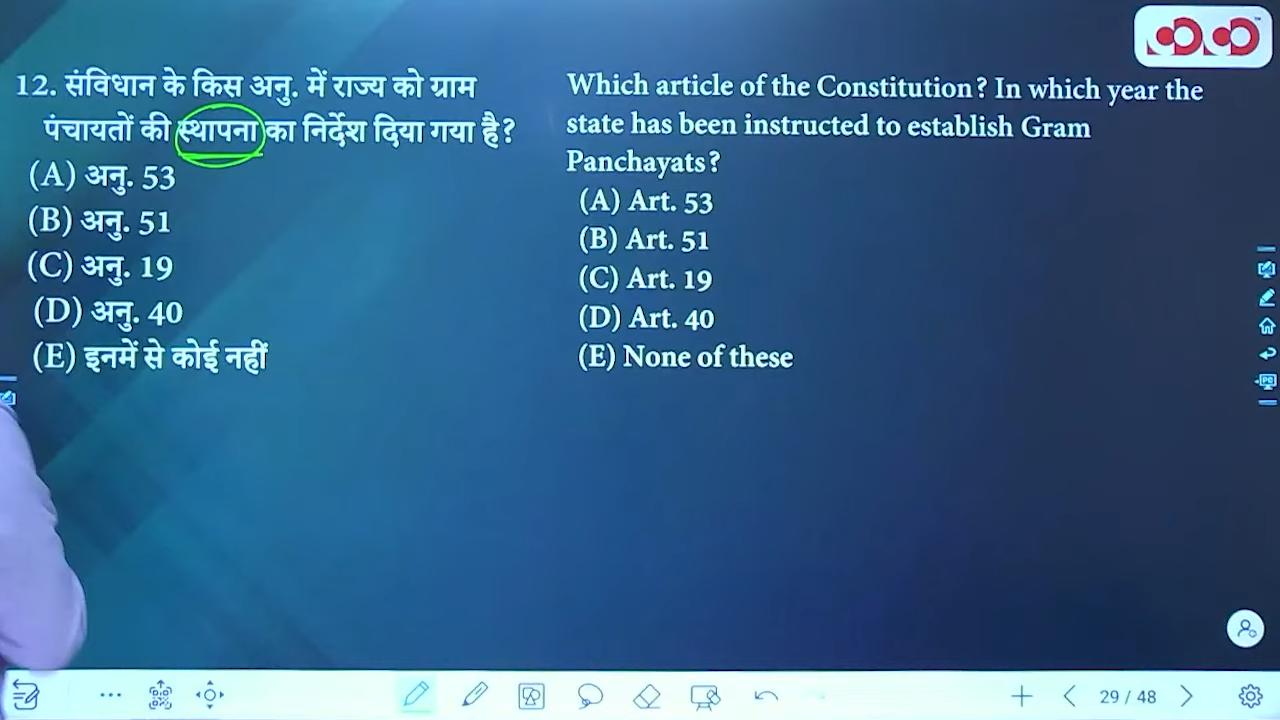 12. संविधान के किस अनु. में राज्य को ग्राम
पंचायतों की स्थापना का निर्देश दिया गया है?
(A) अनु. 53
(B) अनु. 51
(C) अनु. 19
(D) अनु. 40
(E) इनमें से कोई नहीं
Which article of the Constitution? In which year the
state has been instructed to establish Gram
Panchayats?
(A) Art. 53
(B) Art. 51
(C) Art. 19
(D) Art. 40
(E) None of these
29 / 48